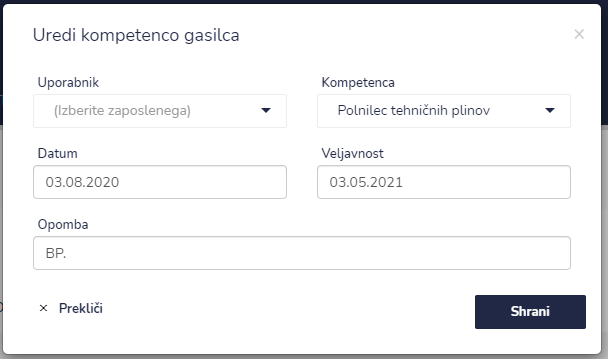 Uredi kompetenco gasilca
×
Uporabnik
Kompetenca
(Izberite zaposlenega)
Polnilec tehničnih plinov
Datum
Veljavnost
03.08.2020
03.05.2021
Opomba
BP.
× Prekliči
Shrani